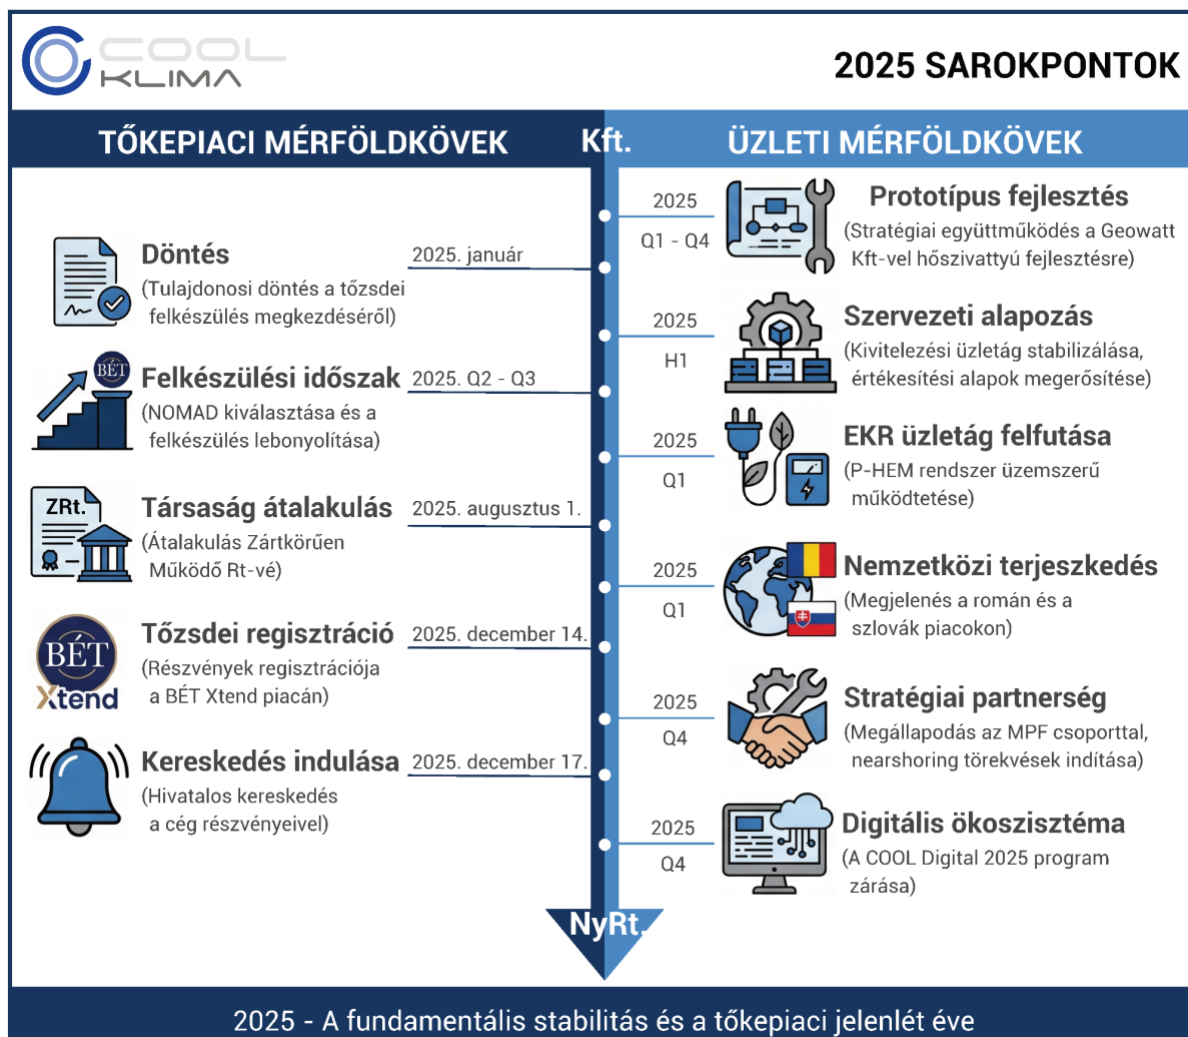 COOL
KLIMA
2025 SAROKPONTOK
TŐKEPIACI MÉRFÖLDKÖVEK
Kft.
ÜZLETI MÉRFÖLDKÖVEK
Döntés
2025. január
(Tulajdonosi döntés a tőzsdei
felkészülés megkezdéséről)
BÉT
Felkészülési időszak
2025. Q2 - Q3
(NOMAD kiválasztása és a
felkészülés lebonyolítása)
ZRt.
Társaság átalakulás
2025. augusztus 1.
(Átalakulás Zártkörűen
Működő Rt-vé)
BÉT
Xtend
Tőzsdei regisztráció
2025. december 14.
(Részvények regisztrációja
a BÉT Xtend piacán)
Kereskedés indulása
2025. december 17.
(Hivatalos kereskedés
a cég részvényeivel)
2025
Q1 - Q4
Prototípus fejlesztés
(Stratégiai együttműködés a Geowatt
Kft-vel hőszivattyú fejlesztésre)
2025
H1
Szervezeti alapozás
(Kivitelezési üzletág stabilizálása,
értékesítési alapok megerősítése)
2025
Q1
EKR üzletág felfutása
(P-HEM rendszer üzemszerű
működtetése)
2025
Q1
Nemzetközi terjeszkedés
(Megjelenés a román és a
szlovák piacokon)
2025
Q4
Stratégiai partnerség
(Megállapodás az MPF csoporttal,
nearshoring törekvések indítása)
2025
Q4
Digitális ökoszisztéma
(A COOL Digital 2025 program
zárása)
NyRt.
2025 - A fundamentális stabilitás és a tőkepiaci jelenlét éve